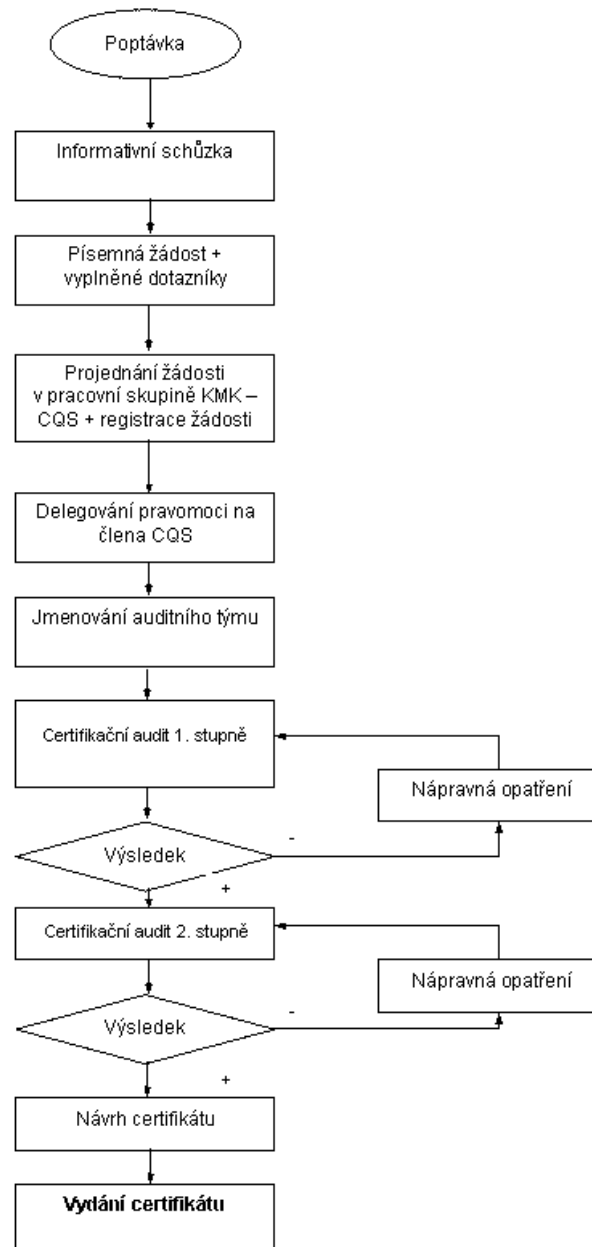 Poptávka
Informativní schůzka
Písemná žádost +
vyplněné dotazníky
Projednání žádosti
v pracovní skupině KMK –
CQS + registrace žádosti
Delegování pravomoci na
člena CQS
Jmenování auditního týmu
Certifikační audit 1. stupně
Nápravná opatření
Výsledek
-
+
Certifikační audit 2. stupně
Nápravná opatření
Výsledek
-
+
Návrh certifikátu
Vydání certifikátu